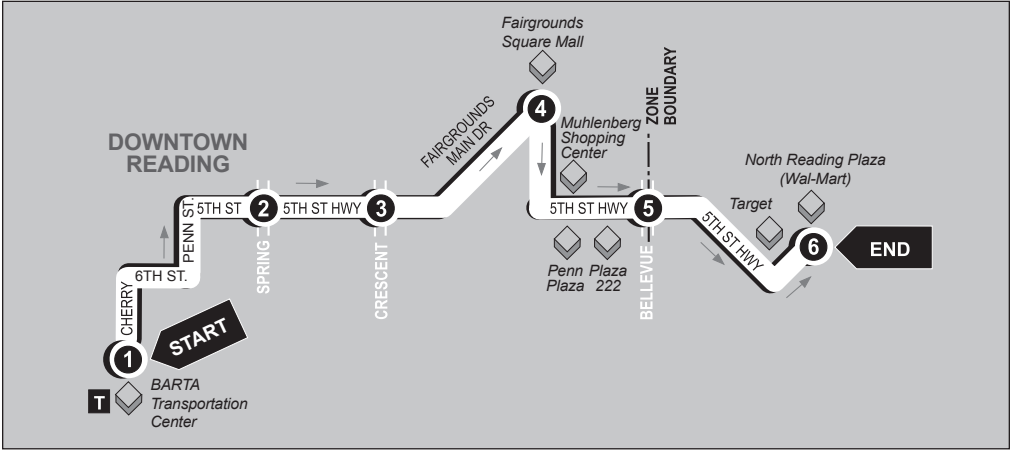 Fairgrounds
Square Mall
4
ZONE
BOUNDARY
FAIRGROUNDS
MAIN DR
Muhlenberg
Shopping
Center
DOWNTOWN
READING
North Reading Plaza
(Wal-Mart)
Target
5TH ST
2
5TH ST HWY
3
5TH ST HWY
5
5TH ST HWY
6
END
PENN ST.
SPRING
CRESCENT
Penn
Plaza
Plaza
222
BELLEVUE
6TH ST.
CHERRY
START
1
T
BARTA
Transportation
Center